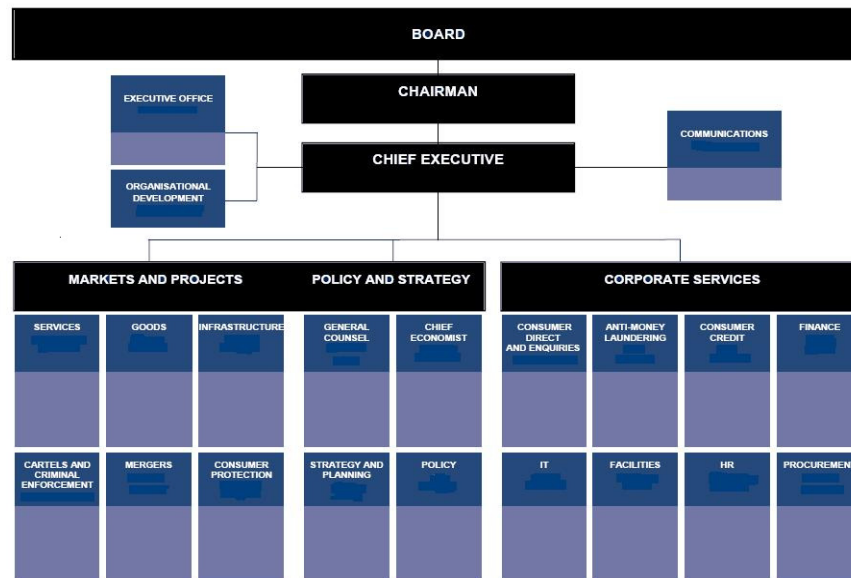 BOARD
CHAIRMAN
EXECUTIVE OFFICE
COMMUNICATIONS
CHIEF EXECUTIVE
ORGANISATIONAL
DEVELOPMENT
MARKETS AND PROJECTS
POLICY AND STRATEGY
CORPORATE SERVICES
SERVICES
GOODS
INFRASTRUCTURE
GENERAL
COUNSEL
CHIEF
ECONOMIST
CONSUMER
DIRECT
AND ENQUIRIES
ANTI-MONEY
LAUNDERING
CONSUMER
CREDIT
FINANCE
CARTELS AND
CRIMINAL
ENFORCEMENT
MERGERS
CONSUMER
PROTECTION
STRATEGY AND
PLANNING
POLICY
IT
FACILITIES
HR
PROCUREMENT